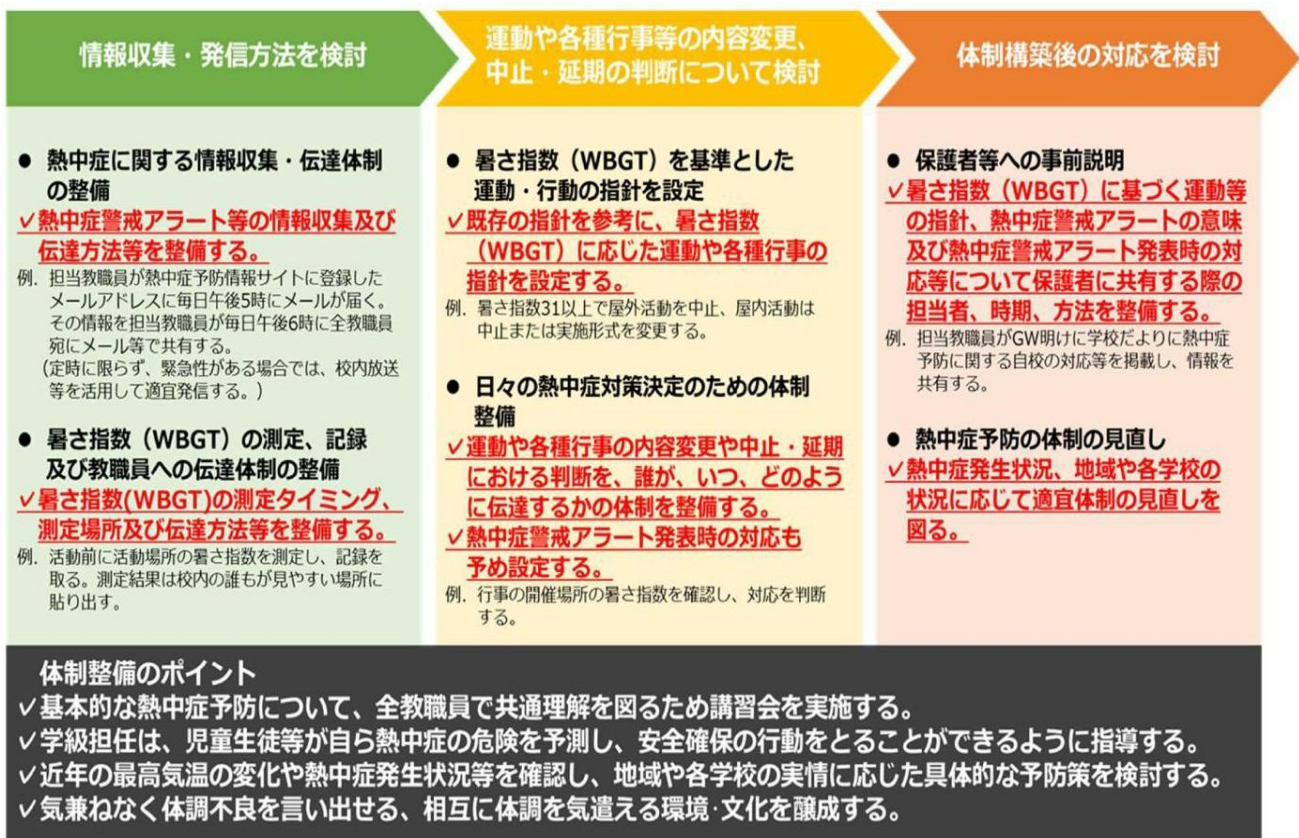 情報収集・発信方法を検討
運動や各種行事等の内容変更、
中止・延期の判断について検討
体制構築後の対応を検討
● 熱中症に関する情報収集・伝達体制
の整備
✓熱中症警戒アラート等の情報収集及び
伝達方法等を整備する。
例．担当教職員が熱中症予防情報サイトに登録した
メールアドレスに毎日午後5時にメールが届く。
その情報を担当教職員が毎日午後6時に全教職員
宛にメール等で共有する。
(定時に限らず、緊急性がある場合では、校内放送
等を活用して適宜発信する。)
● 暑さ指数（WBGT）の測定、記録
及び教職員への伝達体制の整備
✓暑さ指数(WBGT)の測定タイミング、
測定場所及び伝達方法等を整備する。
例．活動前に活動場所の暑さ指数を測定し、記録を
取る。測定結果は校内の誰もが見やすい場所に
貼り出す。
● 暑さ指数（WBGT）を基準とした
運動・行動の指針を設定
✓既存の指針を参考に、暑さ指数
（WBGT）に応じた運動や各種行事の
指針を設定する。
例．暑さ指数31以上で屋外活動を中止、屋内活動は
中止または実施形式を変更する。
● 日々の熱中症対策決定のための体制
整備
✓運動や各種行事の内容変更や中止・延期
における判断を、誰が、いつ、どのよう
に伝達するかの体制を整備する。
✓熱中症警戒アラート発表時の対応も
予め設定する。
例．行事の開催場所の暑さ指数を確認し、対応を判断
する。
● 保護者等への事前説明
✓暑さ指数（WBGT）に基づく運動等
の指針、熱中症警戒アラートの意味
及び熱中症警戒アラート発表時の対
応等について保護者に共有する際の
担当者、時期、方法を整備する。
例．担当教職員がGW明けに学校だよりに熱中症
予防に関する自校の対応等を掲載し、情報を
共有する。
● 熱中症予防の体制の見直し
✓熱中症発生状況、地域や各学校の
状況に応じて適宜体制の見直しを
図る。
体制整備のポイント
✓基本的な熱中症予防について、全教職員で共通理解を図るため講習会を実施する。
✓学級担任は、児童生徒等が自ら熱中症の危険を予測し、安全確保の行動をとることができるように指導する。
✓近年の最高気温の変化や熱中症発生状況等を確認し、地域や各学校の実情に応じた具体的な予防策を検討する。
✓気兼ねなく体調不良を言い出せる、相互に体調を気遣える環境･文化を醸成する。